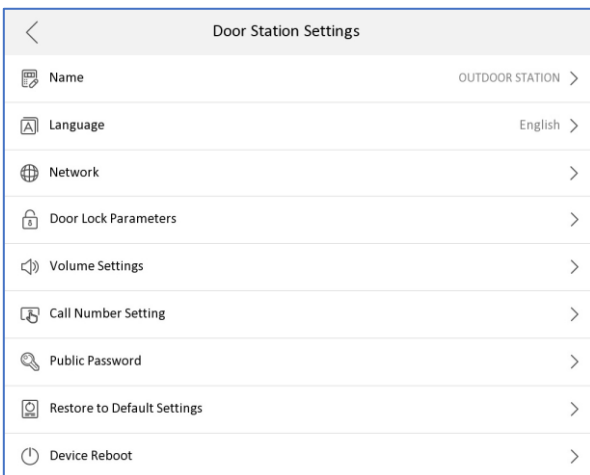 Door Station Settings
Name OUTDOOR STATION
Language English
Network
Door Lock Parameters
Volume Settings
Call Number Setting
Public Password
Restore to Default Settings
Device Reboot